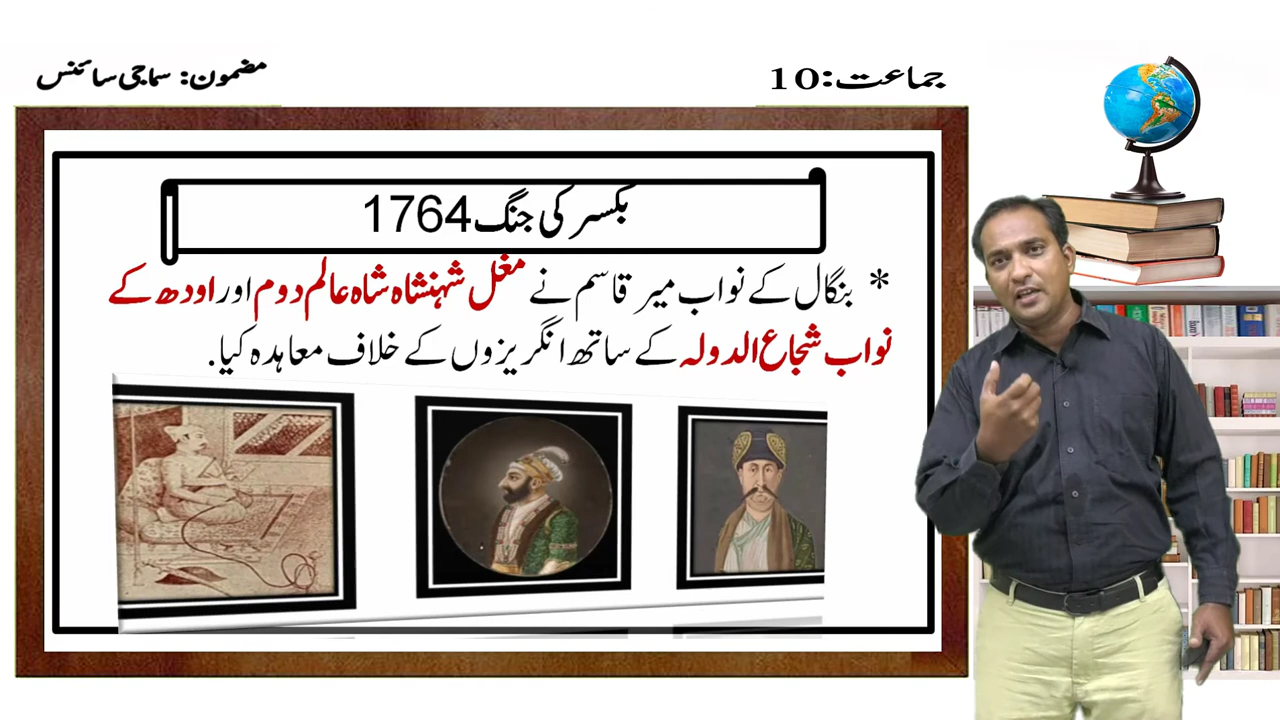 جماعت:10
مضمون: سماجی سائنس
بکسر کی جنگ 1764
* بنگال کے نواب میر قاسم نے مغل شہنشاہ شاہ عالم دوم اور اودھ کے
نواب شجاع الدولہ کے ساتھ انگریزوں کے خلاف معاہدہ کیا.